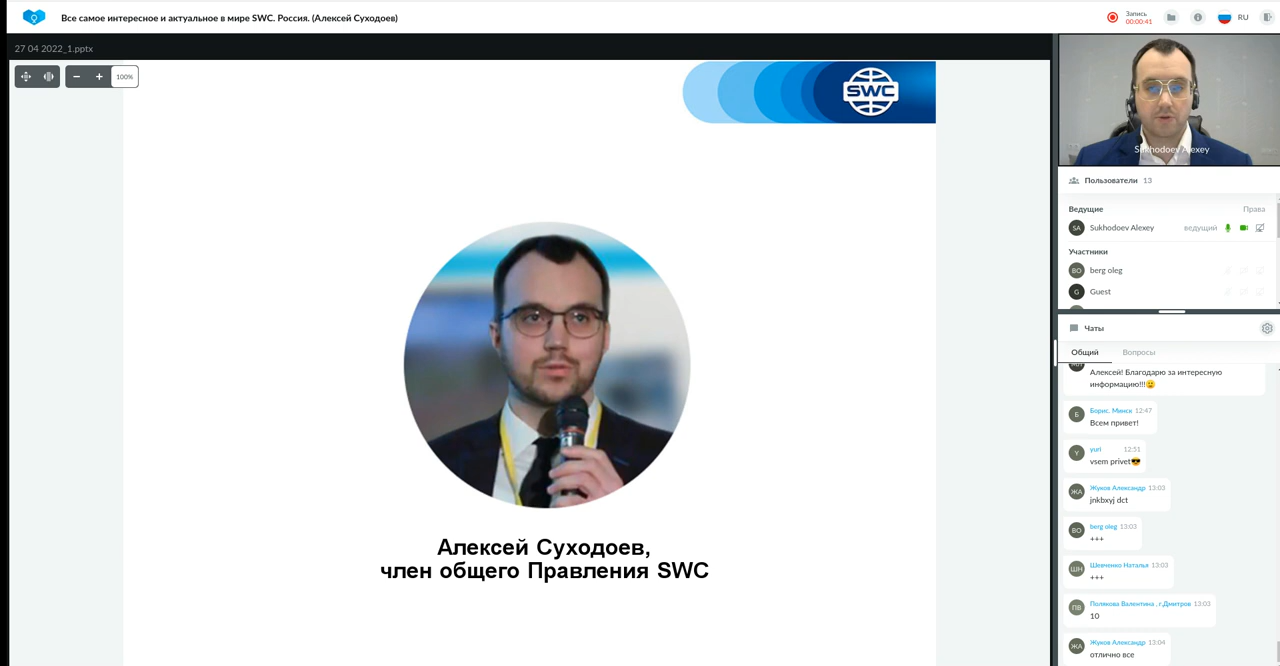 Все самое интересное и актуальное в мире SWC. Россия. (Алексей Суходоев)
Запись
00:00:41
RU
27 04 2022_1.pptx
100%
SWC
Алексей Суходоев,
член общего Правления SWC
Sukhodoev Alexey
Пользователи 13
Ведущие Права
SA Sukhodoev Alexey ведущий
Участники
BO berg oleg
G Guest
Чаты
Общий Вопросы
Алексей! Благодарю за интересную
информацию!!!🙂
Борис. Минск 12:47
Б
Всем привет!
yuri 12:51
Y
vsem privet😎
Жуков Александр 13:03
ЖА
jnkbxyj dct
berg oleg 13:03
BO
+++
Шевченко Наталья 13:03
ШН
+++
Полякова Валентина , г.Дмитров 13:03
ПВ
10
Жуков Александр 13:04
ЖА
отлично все